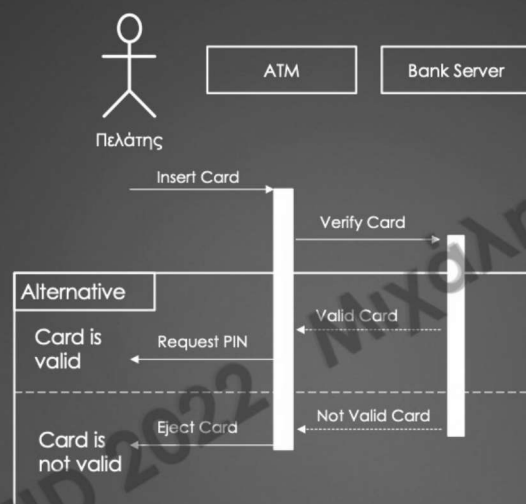 ATM
Bank Server
Πελάτης
Insert Card
Verify Card
Alternative
Valid Card
Card is
valid
Request PIN
Not Valid Card
Eject Card
Card is
not valid
2022